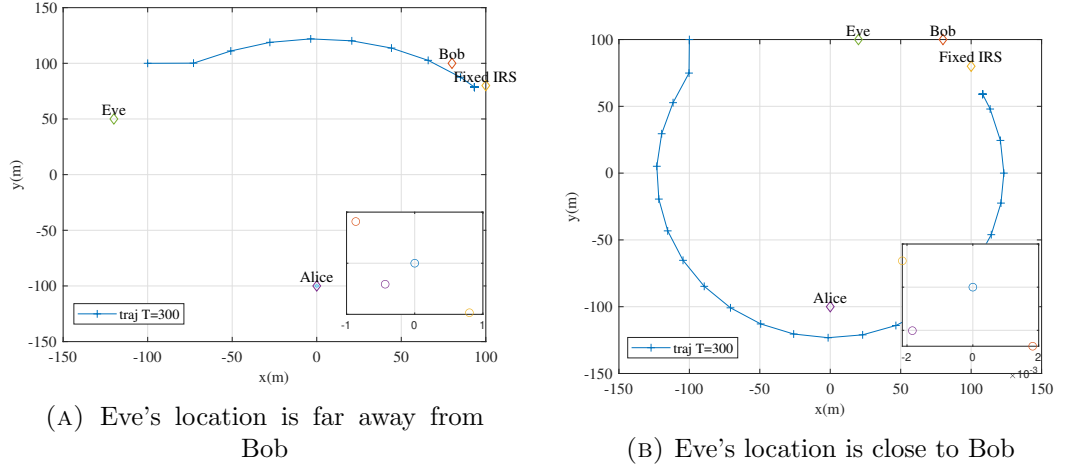 150
100
50
0
-50
-100
-150
y(m)
Eve
Bob
Fixed IRS
Alice
traj T=300
-1
0
1
-150
-100
-50
0
50
100
x(m)
(A) Eve's location is far away from
Bob
100
50
0
-50
-100
-150
y(m)
Eve
Bob
Fixed IRS
Alice
traj T=300
-2
0
2
×10⁻³
-150
-100
-50
0
50
100
150
x(m)
(B) Eve's location is close to Bob